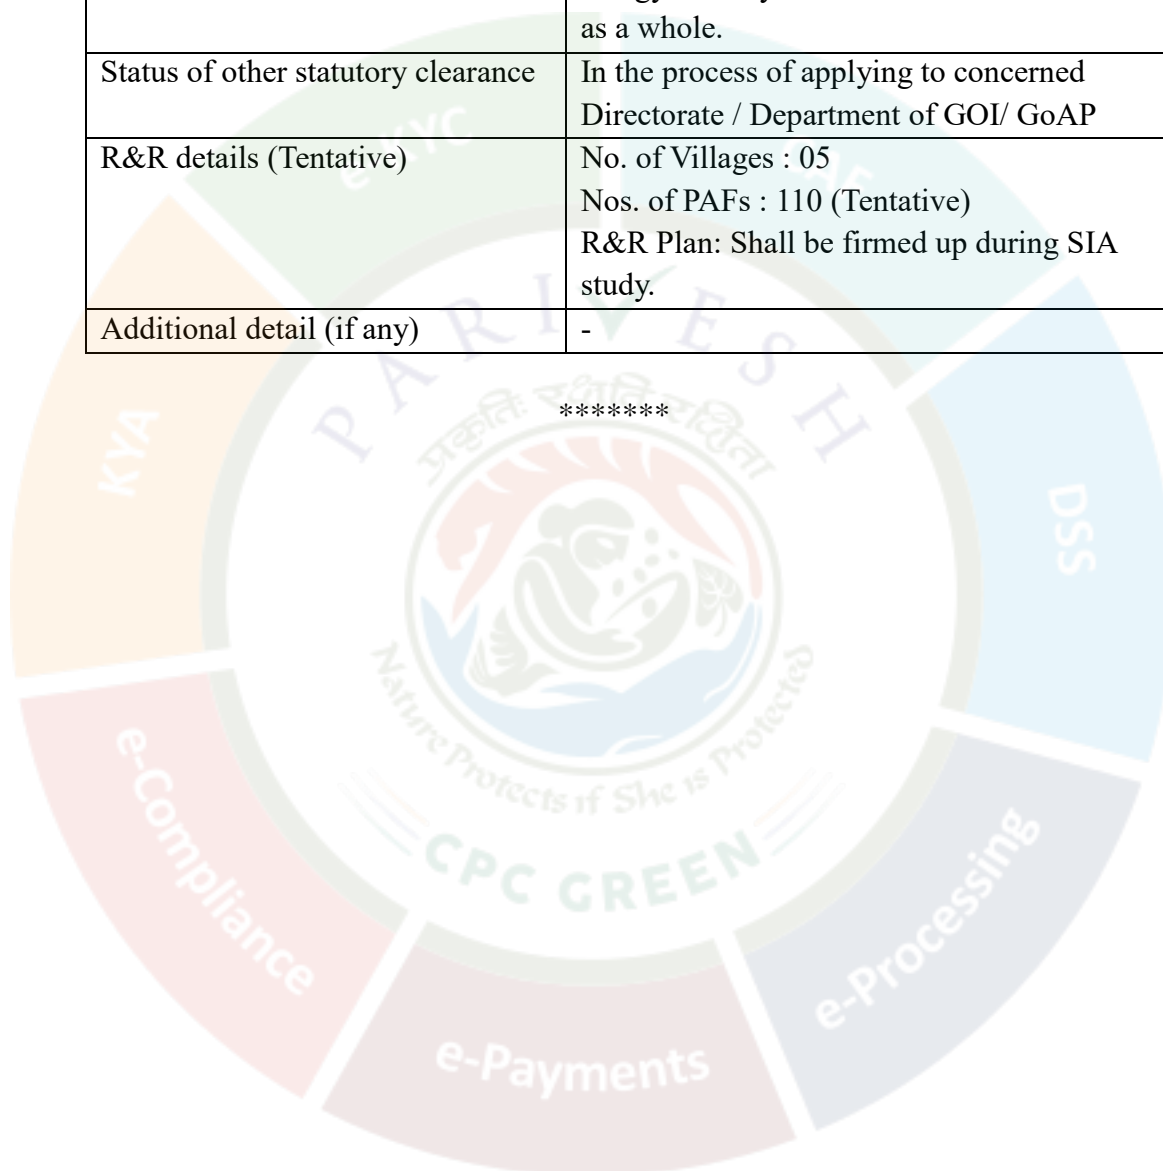 as a whole.
Status of other statutory clearance
In the process of applying to concerned
Directorate / Department of GOI/ GoAP
R&R details (Tentative)
No. of Villages : 05
Nos. of PAFs : 110 (Tentative)
R&R Plan: Shall be firmed up during SIA
study.
Additional detail (if any)
-
*******
PARIVESH
प्रकृतिः रक्षति रक्षिता
Nature Protects if She is Protected
CPC GREEN
e-KYC
CAF
KYA
DSS
e-Compliance
e-Processing
e-Payments